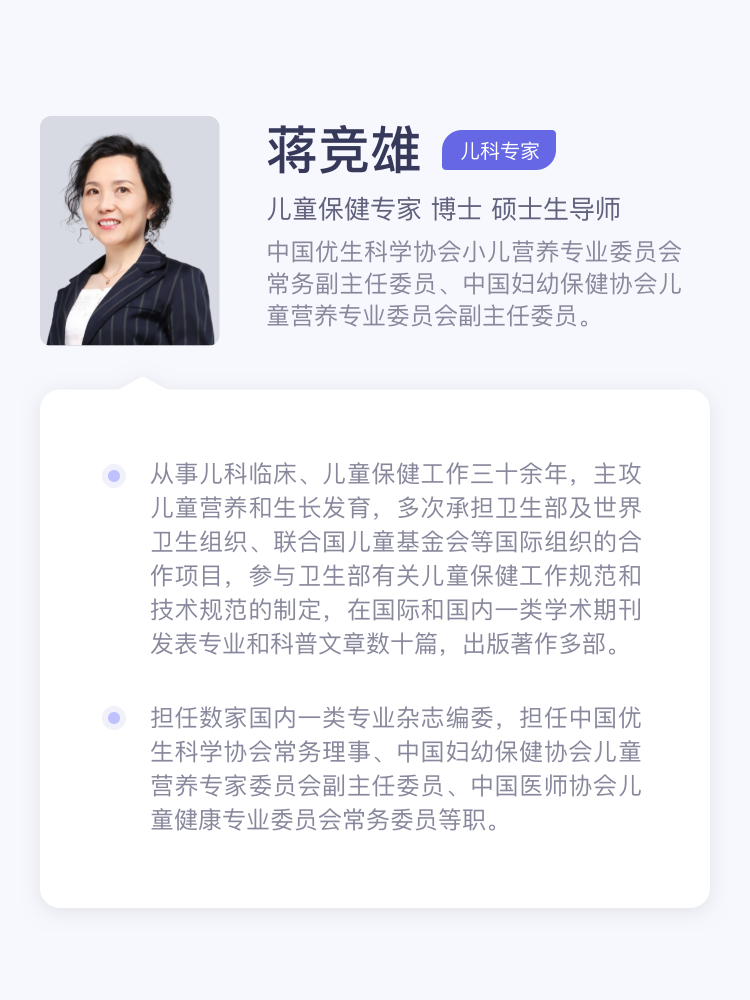 蒋竞雄
儿科专家
儿童保健专家 博士 硕士生导师
中国优生科学协会小儿营养专业委员会
常务副主任委员、中国妇幼保健协会儿
童营养专业委员会副主任委员。
从事儿科临床、儿童保健工作三十余年，主攻
儿童营养和生长发育，多次承担卫生部及世界
卫生组织、联合国儿童基金会等国际组织的合
作项目，参与卫生部有关儿童保健工作规范和
技术规范的制定，在国际和国内一类学术期刊
发表专业和科普文章数十篇，出版著作多部。
担任数家国内一类专业杂志编委，担任中国优
生科学协会常务理事、中国妇幼保健协会儿童
营养专家委员会副主任委员、中国医师协会儿
童健康专业委员会常务委员等职。